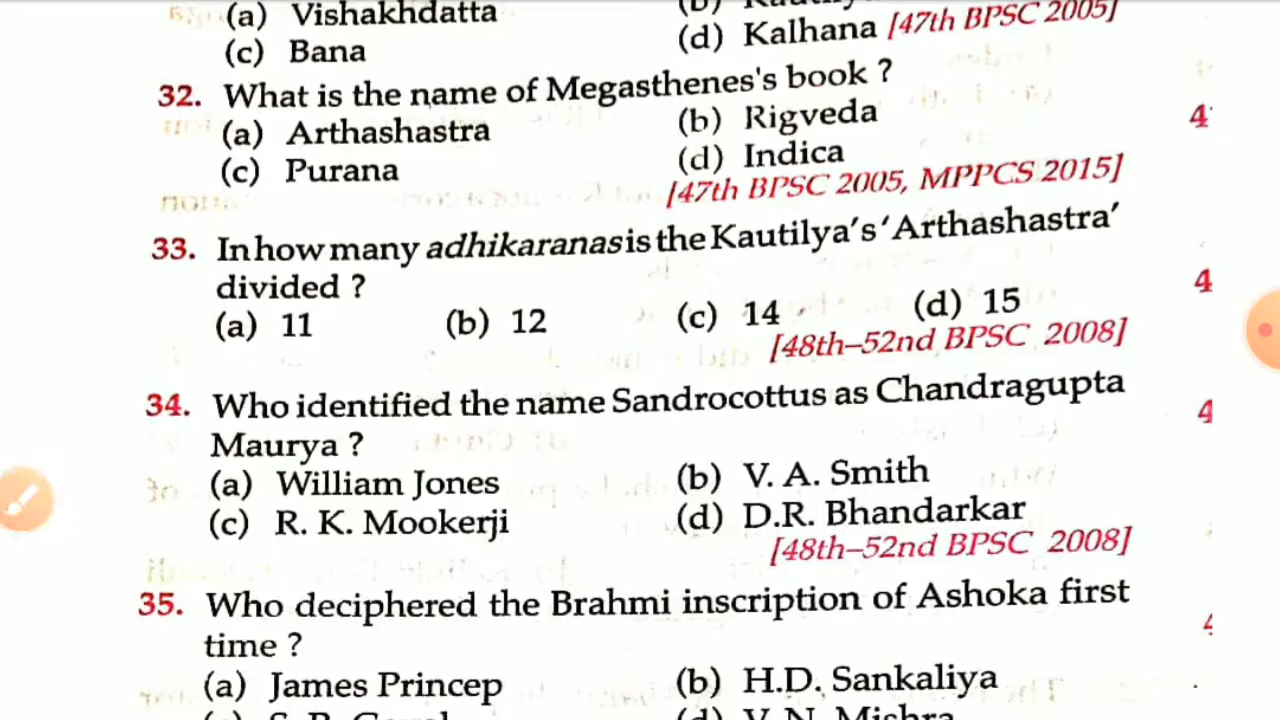 (a) Vishakhdatta
(c) Bana
(d) Kalhana [47th BPSC 2005]
32. What is the name of Megasthenes's book ?
(a) Arthashastra (b) Rigveda
(c) Purana (d) Indica
[47th BPSC 2005, MPPCS 2015]
33. In how many adhikaranas is the Kautilya's 'Arthashastra'
divided ?
(a) 11 (b) 12 (c) 14 (d) 15
[48th–52nd BPSC 2008]
34. Who identified the name Sandrocottus as Chandragupta
Maurya ?
(a) William Jones (b) V. A. Smith
(c) R. K. Mookerji (d) D.R. Bhandarkar
[48th–52nd BPSC 2008]
35. Who deciphered the Brahmi inscription of Ashoka first
time ?
(a) James Princep (b) H.D. Sankaliya
(d) V. N. Mishra